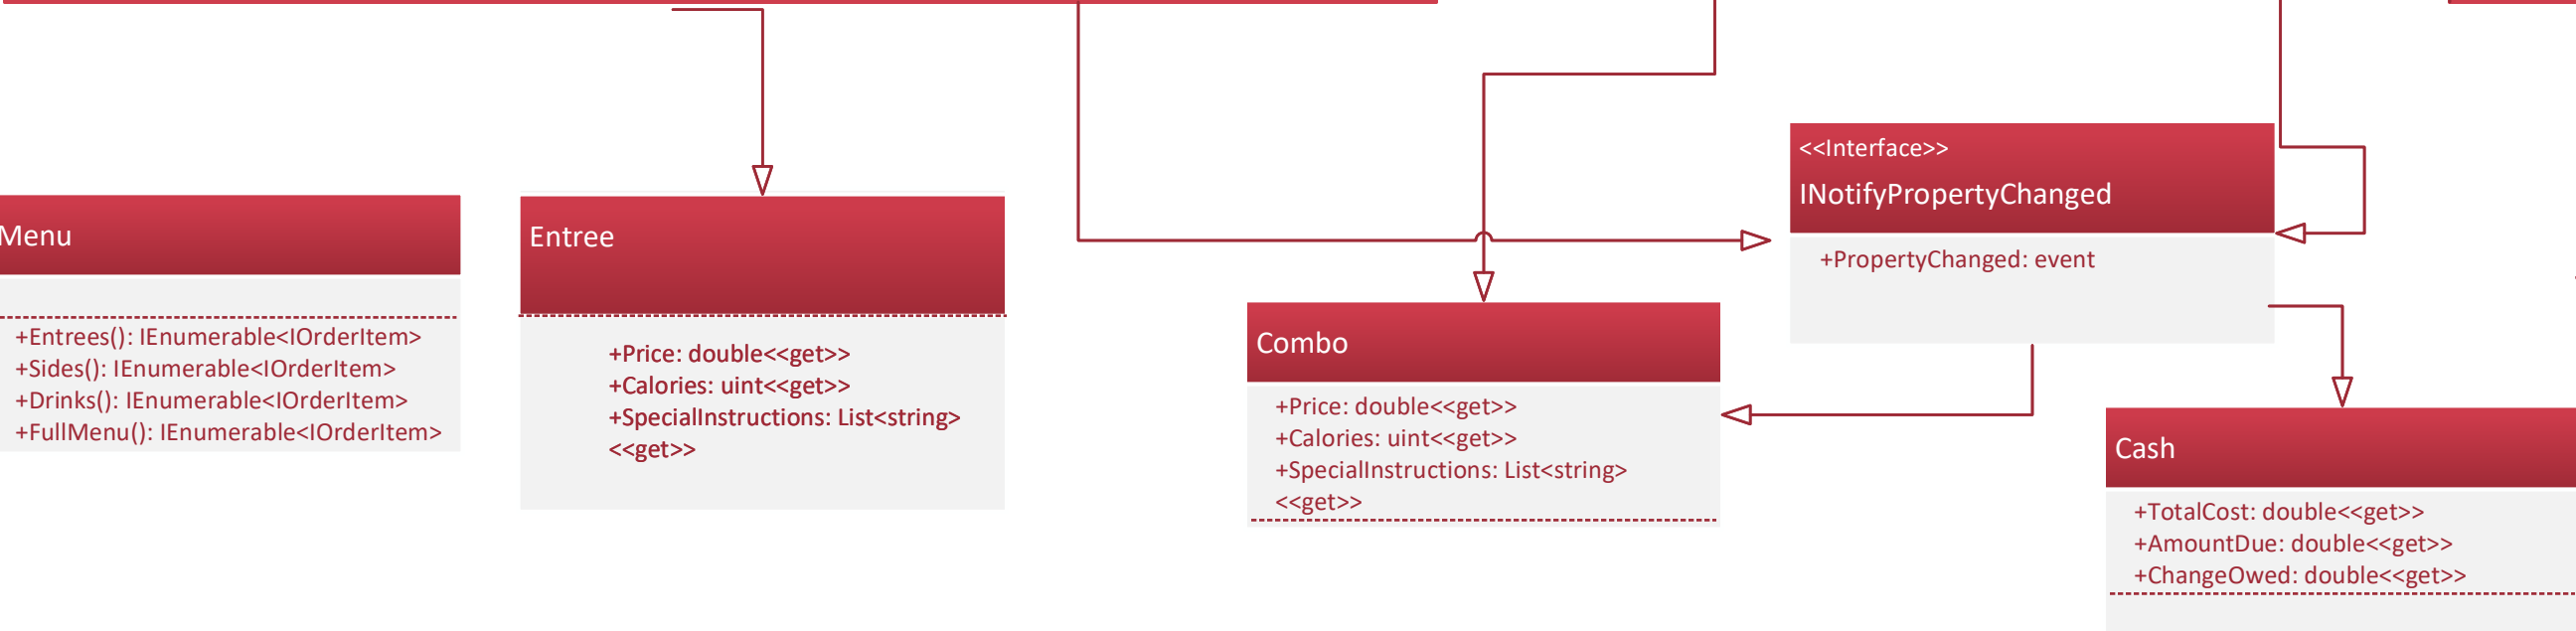 Menu
+Entrees(): IEnumerable<IOrderItem>
+Sides(): IEnumerable<IOrderItem>
+Drinks(): IEnumerable<IOrderItem>
+FullMenu(): IEnumerable<IOrderItem>
Entree
+Price: double<<get>>
+Calories: uint<<get>>
+SpecialInstructions: List<string>
<<get>>
Combo
+Price: double<<get>>
+Calories: uint<<get>>
+SpecialInstructions: List<string>
<<get>>
<<Interface>>
INotifyPropertyChanged
+PropertyChanged: event
Cash
+TotalCost: double<<get>>
+AmountDue: double<<get>>
+ChangeOwed: double<<get>>